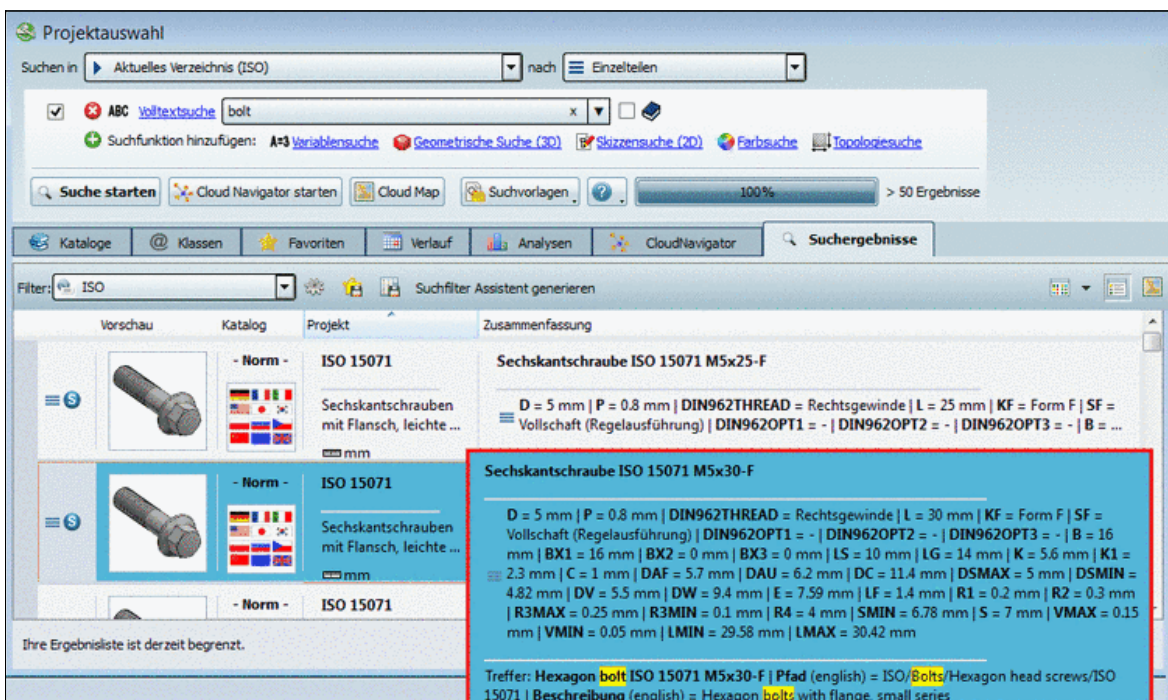 Projektauswahl
Suchen in Aktuelles Verzeichnis (ISO) nach Einzelteilen
ABC Volltextsuche bolt x
Suchfunktion hinzufügen: A=3 Variablensuche Geometrische Suche (3D) Skizzensuche (2D) Farbsuche Topologiesuche
Suche starten Cloud Navigator starten Cloud Map Suchvorlagen ? 100% > 50 Ergebnisse
Kataloge @ Klassen Favoriten Verlauf Analysen CloudNavigator Suchergebnisse
Filter: ISO Suchfilter Assistent generieren
Vorschau Katalog Projekt Zusammenfassung
- Norm - ISO 15071 Sechskantschraube ISO 15071 M5x25-F
S Sechskantschrauben D = 5 mm | P = 0.8 mm | DIN962THREAD = Rechtsgewinde | L = 25 mm | KF = Form F | SF =
mit Flansch, leichte ... Vollschaft (Regelausführung) | DIN962OPT1 = - | DIN962OPT2 = - | DIN962OPT3 = - | B = ...
mm
- Norm - ISO 15071
S Sechskantschrauben
mit Flansch, leichte ...
mm
- Norm - ISO 15071
Sechskantschraube ISO 15071 M5x30-F
D = 5 mm | P = 0.8 mm | DIN962THREAD = Rechtsgewinde | L = 30 mm | KF = Form F | SF =
Vollschaft (Regelausführung) | DIN962OPT1 = - | DIN962OPT2 = - | DIN962OPT3 = - | B = 16
mm | BX1 = 16 mm | BX2 = 0 mm | BX3 = 0 mm | LS = 10 mm | LG = 14 mm | K = 5.6 mm | K1 =
2.3 mm | C = 1 mm | DAF = 5.7 mm | DAU = 6.2 mm | DC = 11.4 mm | DSMAX = 5 mm | DSMIN =
4.82 mm | DV = 5.5 mm | DW = 9.4 mm | E = 7.59 mm | LF = 1.4 mm | R1 = 0.2 mm | R2 = 0.3 mm
| R3MAX = 0.25 mm | R3MIN = 0.1 mm | R4 = 4 mm | SMIN = 6.78 mm | S = 7 mm | VMAX = 0.15
mm | VMIN = 0.05 mm | LMIN = 29.58 mm | LMAX = 30.42 mm
Treffer: Hexagon bolt ISO 15071 M5x30-F | Pfad (english) = ISO/Bolts/Hexagon head screws/ISO
15071 | Beschreibung (english) = Hexagon bolts with flange, small series
Ihre Ergebnisliste ist derzeit begrenzt.